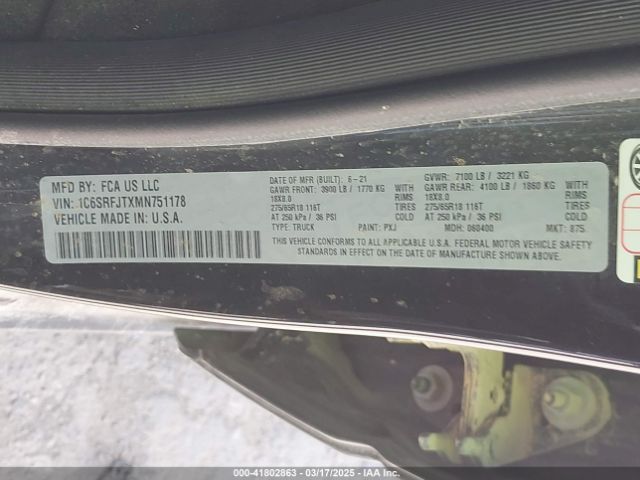 MFD BY: FCA US LLC
VIN: 1C6SRFJTXMN751178
VEHICLE MADE IN: U.S.A.
DATE OF MFR (BUILT): 6-21
GAWR FRONT: 3900 LB / 1770 KG
18X8.0 RIMS
275/65R18 116T TIRES
AT 250 kPa / 36 PSI
TYPE: TRUCK PAINT: PXJ
GVWR: 7100 LB / 3221 KG
GAWR REAR: 4100 LB / 1860 KG
WITH 18X8.0 RIMS
TIRES 275/65R18 116T TIRES
AT 250 kPa / 36 PSI COLD
MDH: 060400 MKT: 875.
THIS VEHICLE CONFORMS TO ALL APPLICABLE U.S.A. FEDERAL MOTOR VEHICLE SAFETY
STANDARDS IN EFFECT ON THE DATE OF MANUFACTURE SHOWN ABOVE.
000-41802863 - 03/17/2025 - IAA Inc.